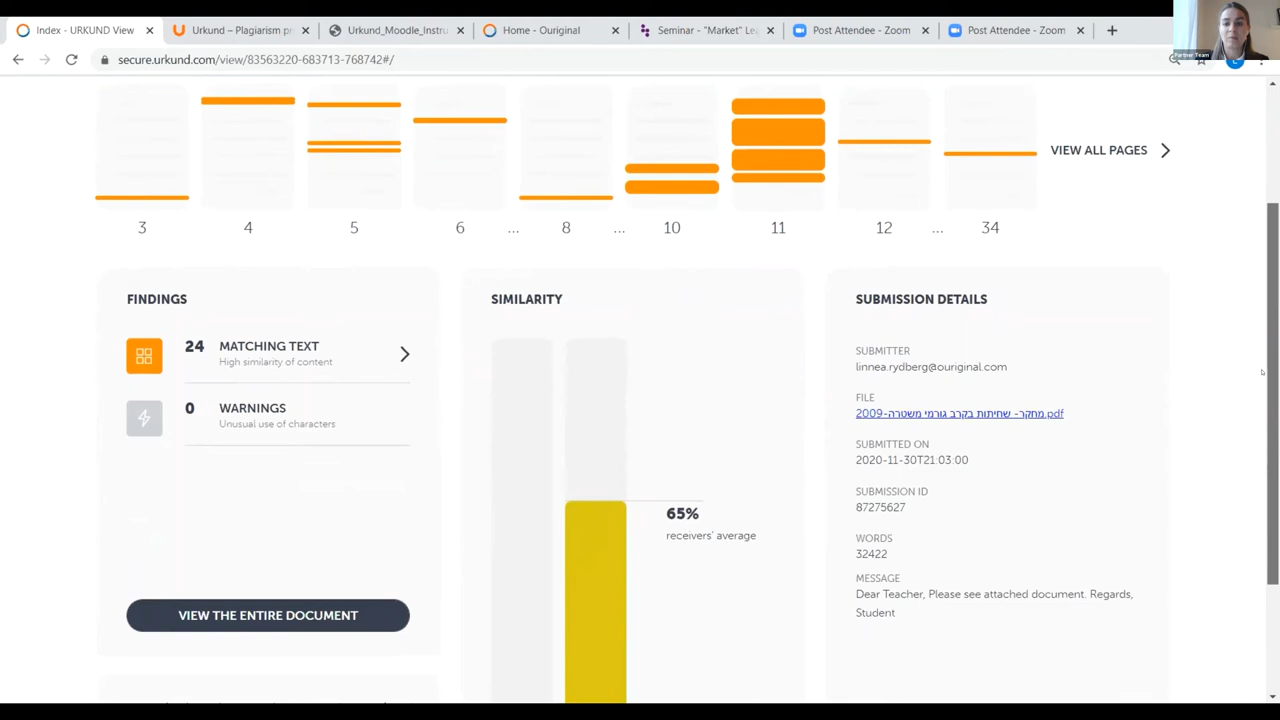 Index - URKUND View
Urkund – Plagiarism pr
Urkund_Moodle_Instru
Home - Ouriginal
Seminar - "Market" Lea
Post Attendee - Zoom
Post Attendee - Zoom
Partner Team
secure.urkund.com/view/83563220-683713-768742#/
VIEW ALL PAGES
3 4 5 6 ... 8 ... 10 11 12 ... 34
FINDINGS
24 MATCHING TEXT
High similarity of content
0 WARNINGS
Unusual use of characters
VIEW THE ENTIRE DOCUMENT
SIMILARITY
65%
receivers' average
SUBMISSION DETAILS
SUBMITTER
linnea.rydberg@ouriginal.com
FILE
מחקר- שחיתות בקרב גורמי משטרה-2009.pdf
SUBMITTED ON
2020-11-30T21:03:00
SUBMISSION ID
87275627
WORDS
32422
MESSAGE
Dear Teacher, Please see attached document. Regards,
Student